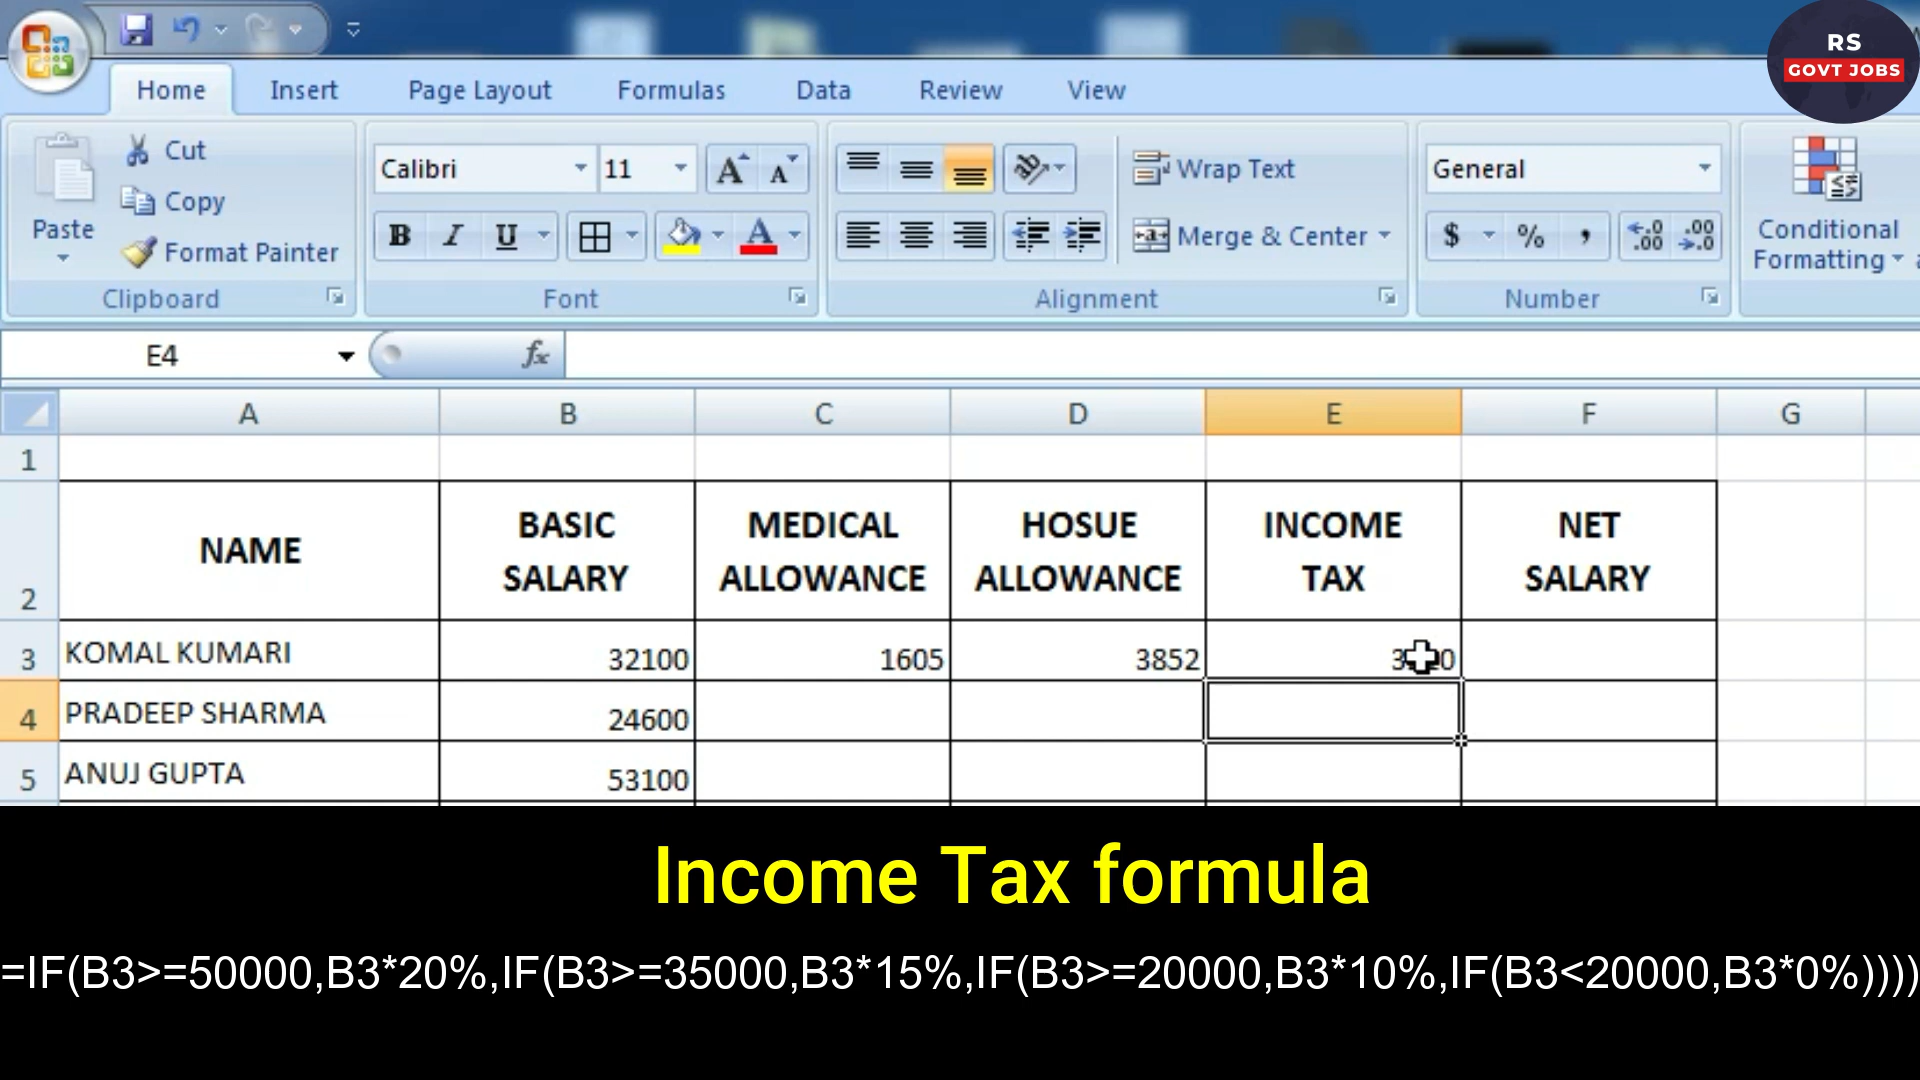 RS
GOVT JOBS
Home Insert Page Layout Formulas Data Review View
Cut
Copy
Format Painter
Paste
Clipboard
Calibri 11
B I U
Font
Wrap Text
Merge & Center
Alignment
General
$ % ,
Number
Conditional
Formatting
E4 fx
A B C D E F G
1
2 NAME BASIC SALARY MEDICAL ALLOWANCE HOSUE ALLOWANCE INCOME TAX NET SALARY
3 KOMAL KUMARI 32100 1605 3852
4 PRADEEP SHARMA 24600
5 ANUJ GUPTA 53100
Income Tax formula
=IF(B3>=50000,B3*20%,IF(B3>=35000,B3*15%,IF(B3>=20000,B3*10%,IF(B3<20000,B3*0%))))